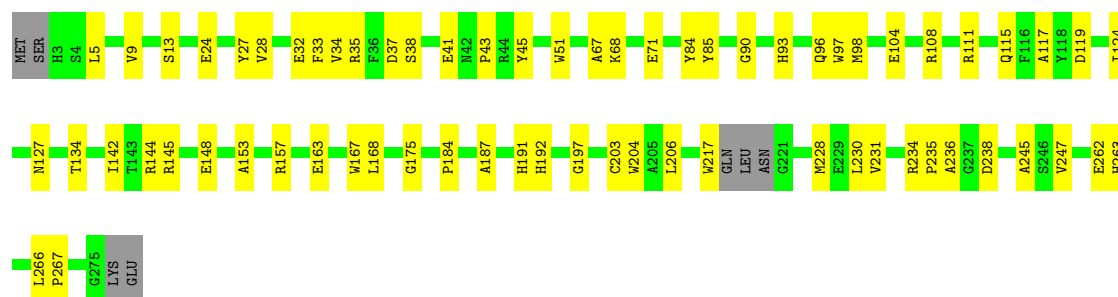 MET SER H3 S4 L5 V9 S13 E24 Y27 V28 E32 F33 V34 R35 F36 D37 S38 E41 N42 P43 R44 Y45 W51 A67 K68 E71 Y84 Y85 G90 H93 Q96 W97 M98 E104 R108 R111 Q115 F116 A117 Y118 D119
N127 T134 I142 T143 R144 R145 E148 A153 R157 E163 W167 L168 G175 P184 A187 H191 H192 G197 C203 W204 A205 L206 W217 GLN LEU ASN G221 M228 E229 L230 V231 R234 P235 A236 G237 D238 A245 S246 V247 E262 H263
L266 P267 G275 LYS GLU